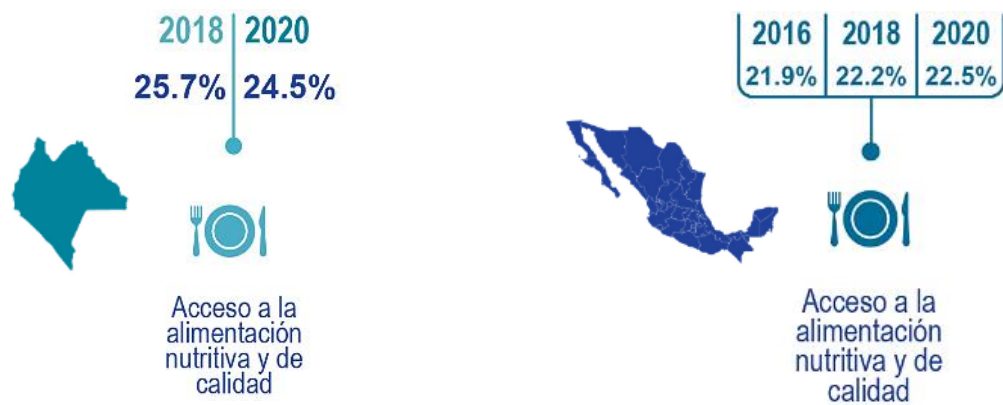 2018 2020
25.7% 24.5%
Acceso a la
alimentación
nutritiva y de
calidad
2016 2018 2020
21.9% 22.2% 22.5%
Acceso a la
alimentación
nutritiva y de
calidad